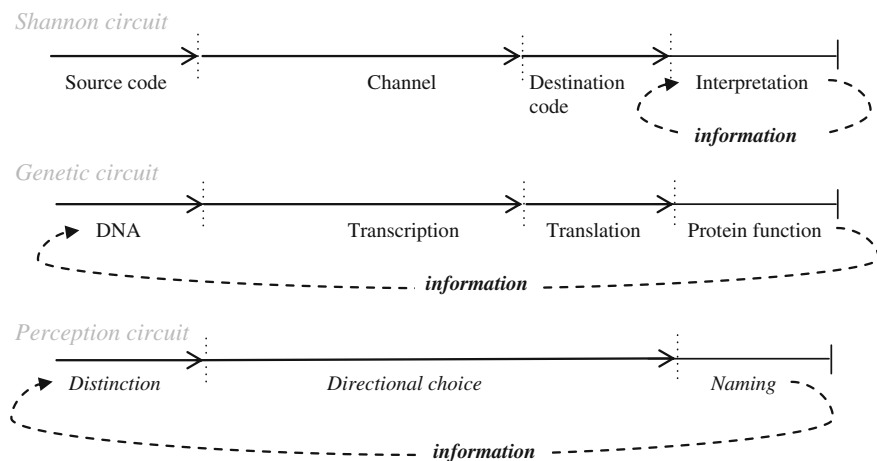 Shannon circuit
Source code Channel Destination code Interpretation
information
Genetic circuit
DNA Transcription Translation Protein function
information
Perception circuit
Distinction Directional choice Naming
information